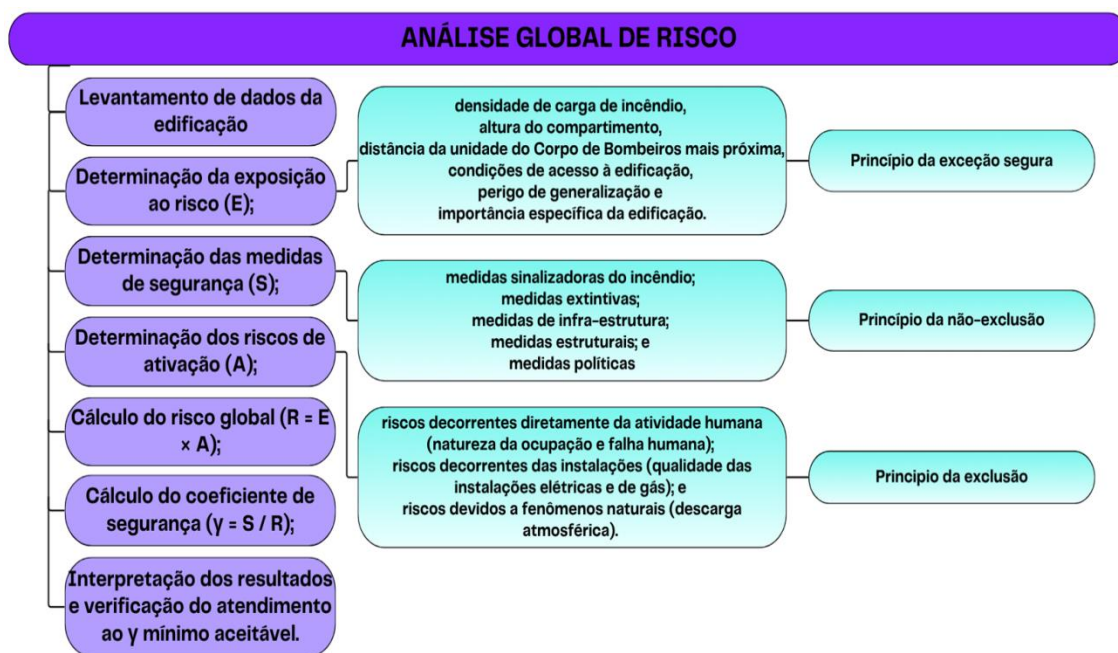 ANÁLISE GLOBAL DE RISCO
Levantamento de dados da
edificação
Determinação da exposição
ao risco (E);
Determinação das medidas
de segurança (S);
Determinação dos riscos de
ativação (A);
Cálculo do risco global (R = E
× A);
Cálculo do coeficiente de
segurança (γ = S / R);
Interpretação dos resultados
e verificação do atendimento
ao γ mínimo aceitável.
densidade de carga de incêndio,
altura do compartimento,
distância da unidade do Corpo de Bombeiros mais próxima,
condições de acesso à edificação,
perigo de generalização e
importância específica da edificação.
medidas sinalizadoras do incêndio;
medidas extintivas;
medidas de infra-estrutura;
medidas estruturais; e
medidas políticas
riscos decorrentes diretamente da atividade humana
(natureza da ocupação e falha humana);
riscos decorrentes das instalações (qualidade das
instalações elétricas e de gás); e
riscos devidos a fenômenos naturais (descarga
atmosférica).
Princípio da exceção segura
Princípio da não-exclusão
Principio da exclusão